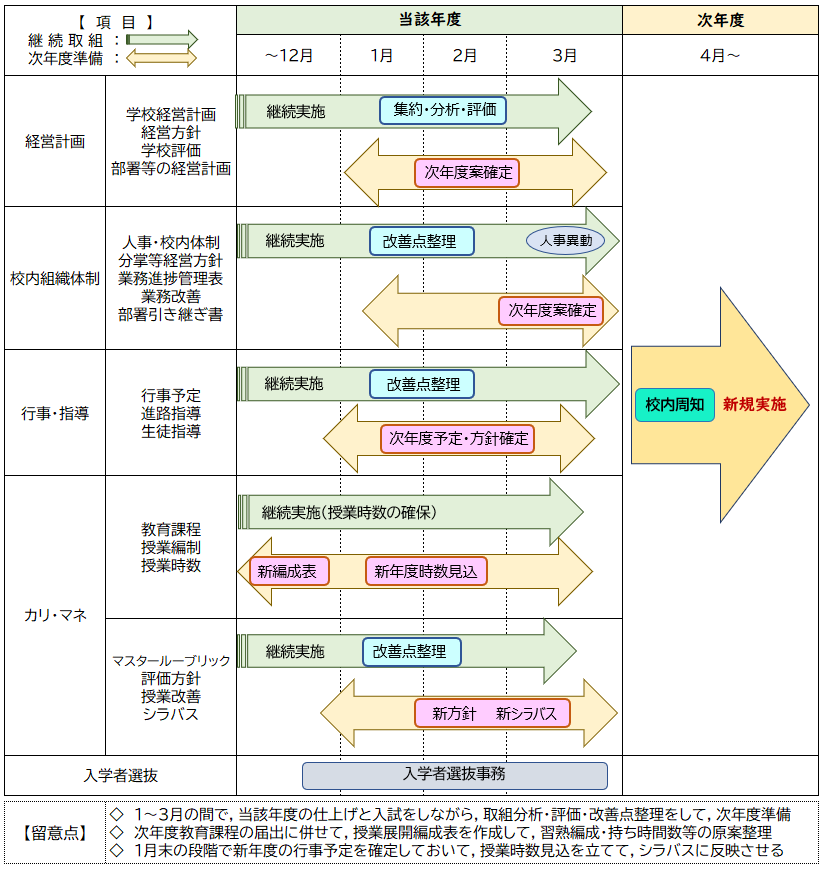 【 項 目 】
継 続 取 組 ：
次年度準備 ：
当該年度
次年度
～12月
1月
2月
3月
4月～
経営計画
学校経営計画
経営方針
学校評価
部署等の経営計画
継続実施
集約・分析・評価
次年度案確定
校内組織体制
人事・校内体制
分掌等経営方針
業務進捗管理表
業務改善
部署引き継ぎ書
継続実施
改善点整理
人事異動
次年度案確定
行事・指導
行事予定
進路指導
生徒指導
継続実施
改善点整理
次年度予定・方針確定
校内周知
新規実施
カリ・マネ
教育課程
授業編制
授業時数
継続実施（授業時数の確保）
新編成表
新年度時数見込
マスタールーブリック
評価方針
授業改善
シラバス
継続実施
改善点整理
新方針 新シラバス
入学者選抜
入学者選抜事務
【留意点】
◇ 1～3月の間で，当該年度の仕上げと入試をしながら，取組分析・評価・改善点整理をして，次年度準備
◇ 次年度教育課程の届出に併せて，授業展開編成表を作成して，習熟編成・持ち時間数等の原案整理
◇ 1月末の段階で新年度の行事予定を確定しておいて，授業時数見込を立てて，シラバスに反映させる